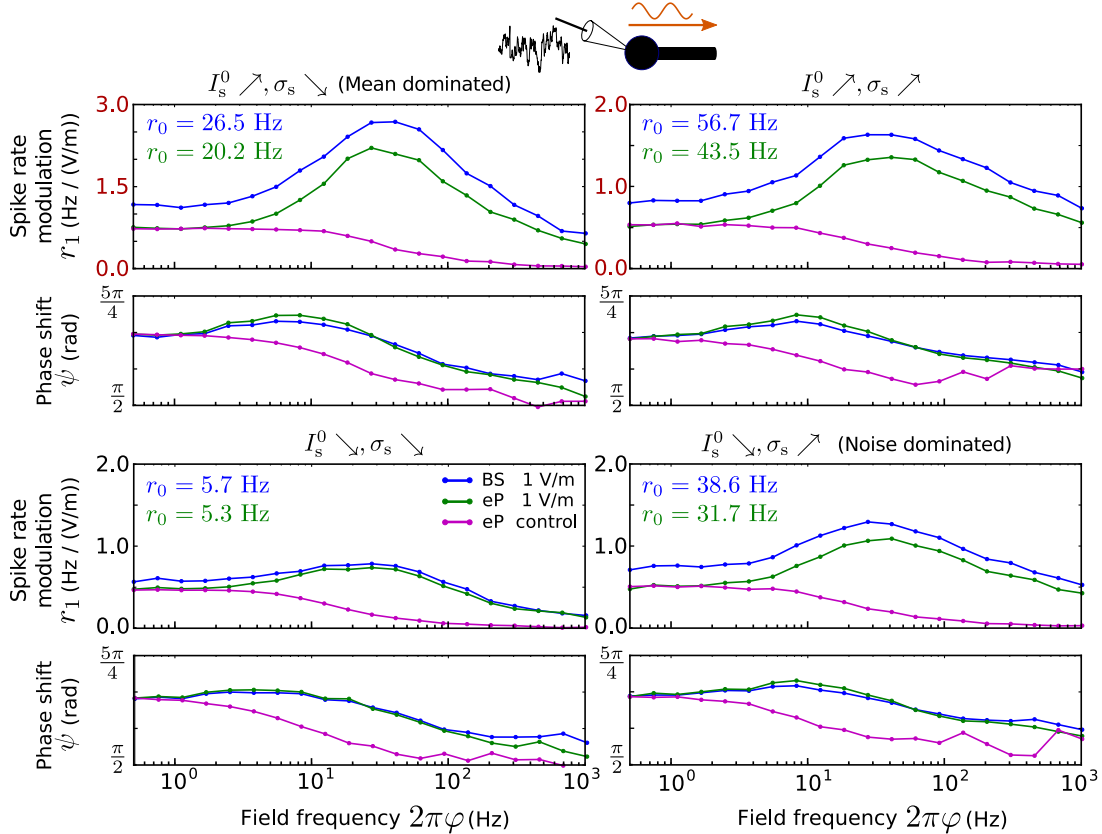 I_s^0 ↗, σ_s ↘ (Mean dominated)
I_s^0 ↗, σ_s ↗
Spike rate
modulation
r_1 (Hz / (V/m))
3.0
1.5
0.0
r_0 = 26.5 Hz
r_0 = 20.2 Hz
2.0
1.0
0.0
r_0 = 56.7 Hz
r_0 = 43.5 Hz
Phase shift
ψ (rad)
5π/4
π/2
5π/4
π/2
I_s^0 ↘, σ_s ↘
I_s^0 ↘, σ_s ↗ (Noise dominated)
Spike rate
modulation
r_1 (Hz / (V/m))
2.0
1.0
0.0
r_0 = 5.7 Hz
r_0 = 5.3 Hz
BS 1 V/m
eP 1 V/m
eP control
2.0
1.0
0.0
r_0 = 38.6 Hz
r_0 = 31.7 Hz
Phase shift
ψ (rad)
5π/4
π/2
10^0 10^1 10^2 10^3
Field frequency 2πφ (Hz)
5π/4
π/2
10^0 10^1 10^2 10^3
Field frequency 2πφ (Hz)